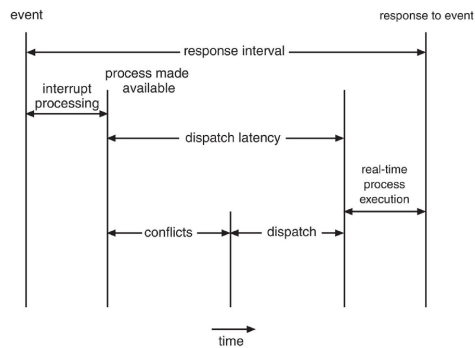 event
response to event
response interval
process made
available
interrupt
processing
dispatch latency
real-time
process
execution
conflicts
dispatch
time